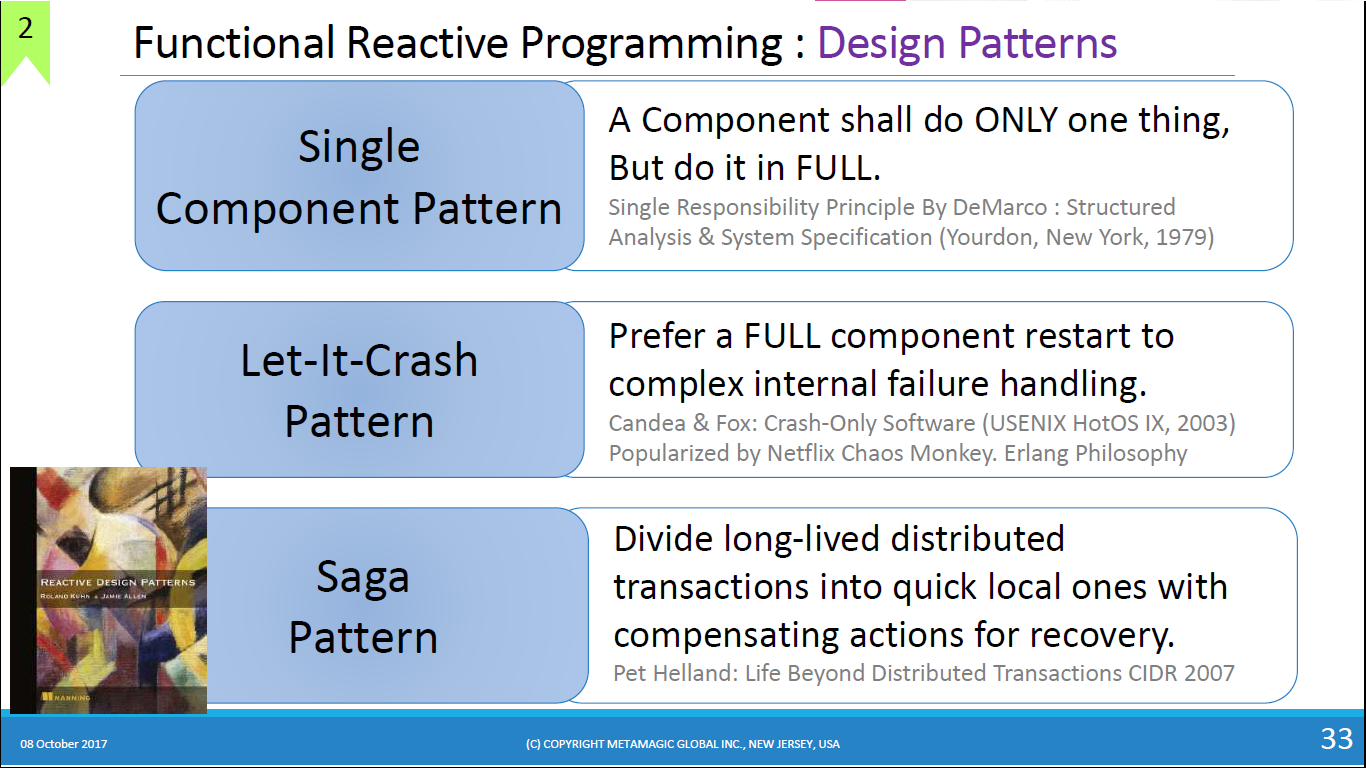 2
Functional Reactive Programming : Design Patterns
Single
Component Pattern
A Component shall do ONLY one thing,
But do it in FULL.
Single Responsibility Principle By DeMarco : Structured
Analysis & System Specification (Yourdon, New York, 1979)
Let-It-Crash
Pattern
Prefer a FULL component restart to
complex internal failure handling.
Candea & Fox: Crash-Only Software (USENIX HotOS IX, 2003)
Popularized by Netflix Chaos Monkey. Erlang Philosophy
REACTIVE DESIGN PATTERNS
ROLAND KUHN + JAMIE ALLEN
MANNING
Saga
Pattern
Divide long-lived distributed
transactions into quick local ones with
compensating actions for recovery.
Pet Helland: Life Beyond Distributed Transactions CIDR 2007
08 October 2017
(C) COPYRIGHT METAMAGIC GLOBAL INC., NEW JERSEY, USA
33